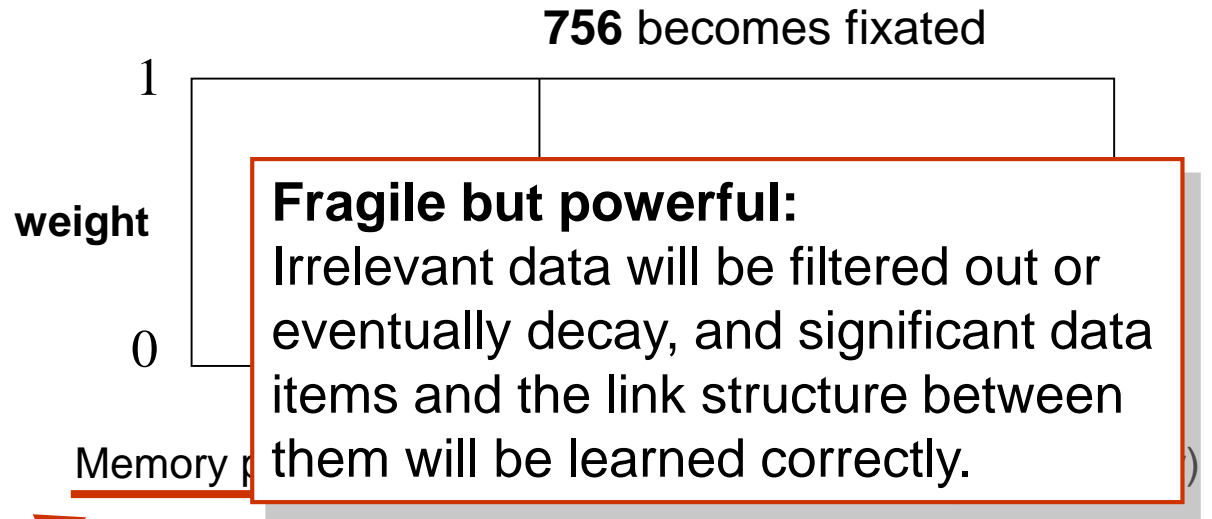 756 becomes fixated
1
weight
0
Fragile but powerful:
Irrelevant data will be filtered out or
eventually decay, and significant data
items and the link structure between
them will be learned correctly.
Memory
)